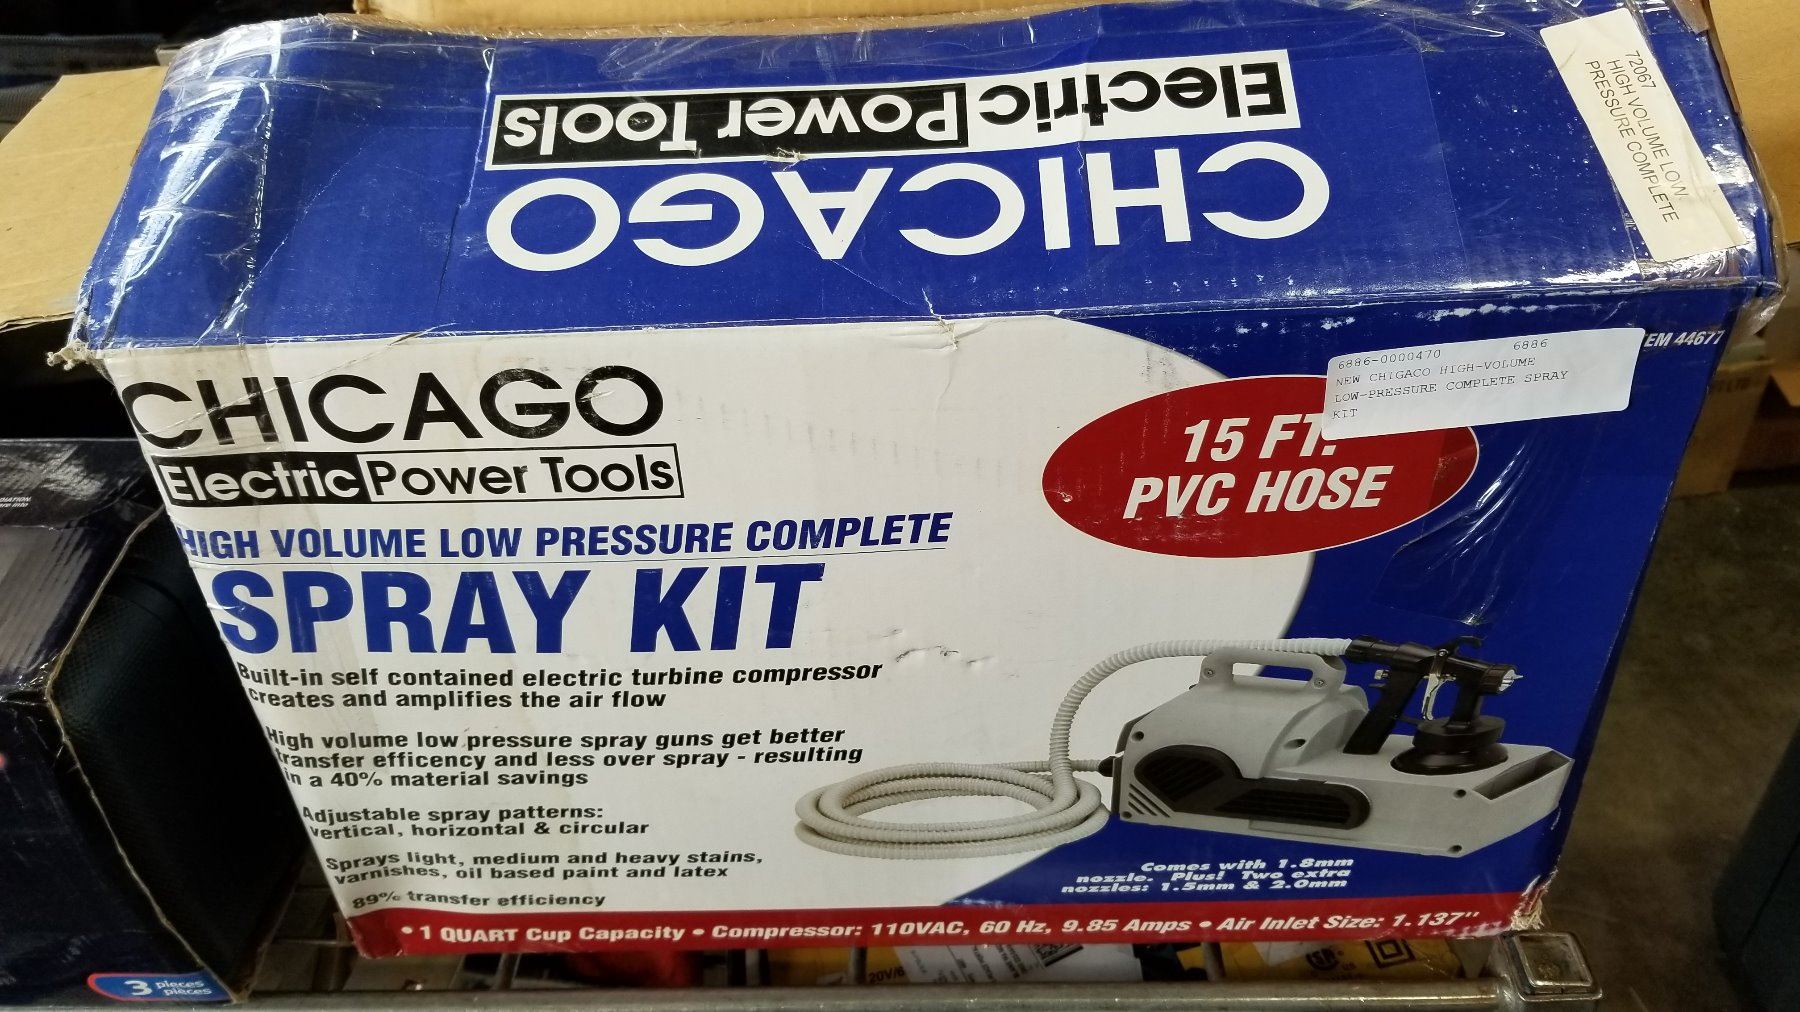 CHICAGO
Electric Power Tools
72067
HIGH VOLUME LOW
PRESSURE COMPLETE
EM 44677
6886-0000470 6886
NEW CHIGACO HIGH-VOLUME
LOW-PRESSURE COMPLETE SPRAY
KIT
CHICAGO
Electric Power Tools
15 FT.
PVC HOSE
HIGH VOLUME LOW PRESSURE COMPLETE
SPRAY KIT
Built-in self contained electric turbine compressor
creates and amplifies the air flow
High volume low pressure spray guns get better
transfer efficency and less over spray - resulting
in a 40% material savings
Adjustable spray patterns:
vertical, horizontal & circular
Sprays light, medium and heavy stains,
varnishes, oil based paint and latex
89% transfer efficiency
Comes with 1.8mm
nozzle. Plus! Two extra
nozzles: 1.5mm & 2.0mm
• 1 QUART Cup Capacity • Compressor: 110VAC, 60 Hz, 9.85 Amps • Air Inlet Size: 1.137"
3 pieces
pièces
20V/6